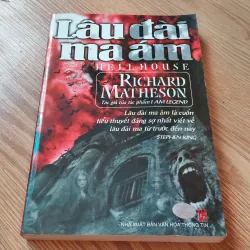 Lâu đài
ma ám
HELL HOUSE
RICHARD
MATHESON
Tác giả của tác phẩm I AM LEGEND
Lâu đài ma ám là cuốn
tiểu thuyết đáng sợ nhất viết về
lâu đài ma từ trước đến nay
STEPHEN KING
NHÀ XUẤT BẢN VĂN HÓA THÔNG TIN